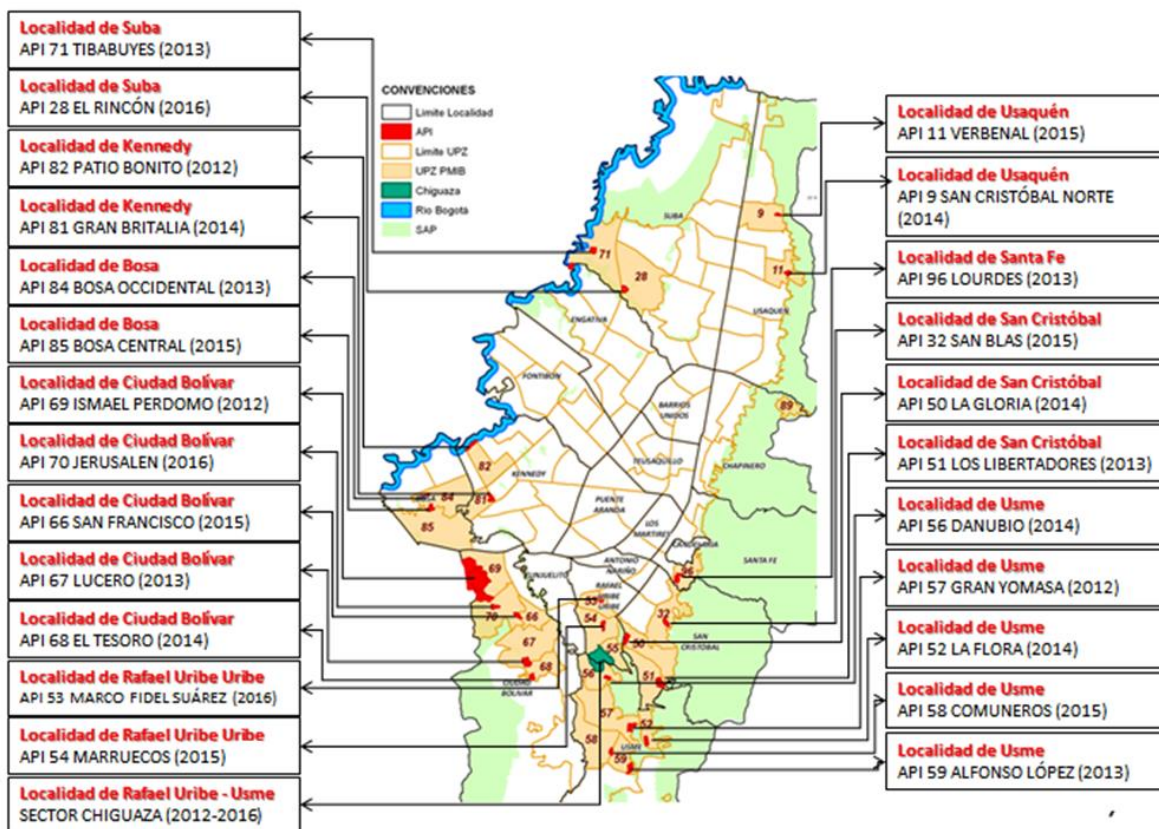 Localidad de Suba
API 71 TIBABUYES (2013)
Localidad de Suba
API 28 EL RINCÓN (2016)
Localidad de Kennedy
API 82 PATIO BONITO (2012)
Localidad de Kennedy
API 81 GRAN BRITALIA (2014)
Localidad de Bosa
API 84 BOSA OCCIDENTAL (2013)
Localidad de Bosa
API 85 BOSA CENTRAL (2015)
Localidad de Ciudad Bolívar
API 69 ISMAEL PERDOMO (2012)
Localidad de Ciudad Bolívar
API 70 JERUSALEN (2016)
Localidad de Ciudad Bolívar
API 66 SAN FRANCISCO (2015)
Localidad de Ciudad Bolívar
API 67 LUCERO (2013)
Localidad de Ciudad Bolívar
API 68 EL TESORO (2014)
Localidad de Rafael Uribe Uribe
API 53 MARCO FIDEL SUÁREZ (2016)
Localidad de Rafael Uribe Uribe
API 54 MARRUECOS (2015)
Localidad de Rafael Uribe - Usme
SECTOR CHIGUAZA (2012-2016)
CONVENCIONES
Limite Localidad
API
Limite UPZ
UPZ PMIB
Chiguaza
Rio Bogotá
SAP
SUBA
9
71
28
11
USAQUEN
ENGATIVA
FONTIBON
BARRIOS
UNIDOS
89
82
KENNEDY
TEUSAQUILLO
CHAPINERO
84
81
85
PUENTE
ARANDA
LOS
MARTIRES
CANDELARIA
SANTA FE
ANTONIO
NARIÑO
96
69
TUNJUELITO
RAFAEL
URIBE
URIBE
53
70
66
54
32
67
55
50
SAN
CRISTOBAL
68
56
51
CIUDAD
BOLIVAR
57
52
58
USME
59
Localidad de Usaquén
API 11 VERBENAL (2015)
Localidad de Usaquén
API 9 SAN CRISTÓBAL NORTE
(2014)
Localidad de Santa Fe
API 96 LOURDES (2013)
Localidad de San Cristóbal
API 32 SAN BLAS (2015)
Localidad de San Cristóbal
API 50 LA GLORIA (2014)
Localidad de San Cristóbal
API 51 LOS LIBERTADORES (2013)
Localidad de Usme
API 56 DANUBIO (2014)
Localidad de Usme
API 57 GRAN YOMASA (2012)
Localidad de Usme
API 52 LA FLORA (2014)
Localidad de Usme
API 58 COMUNEROS (2015)
Localidad de Usme
API 59 ALFONSO LÓPEZ (2013)